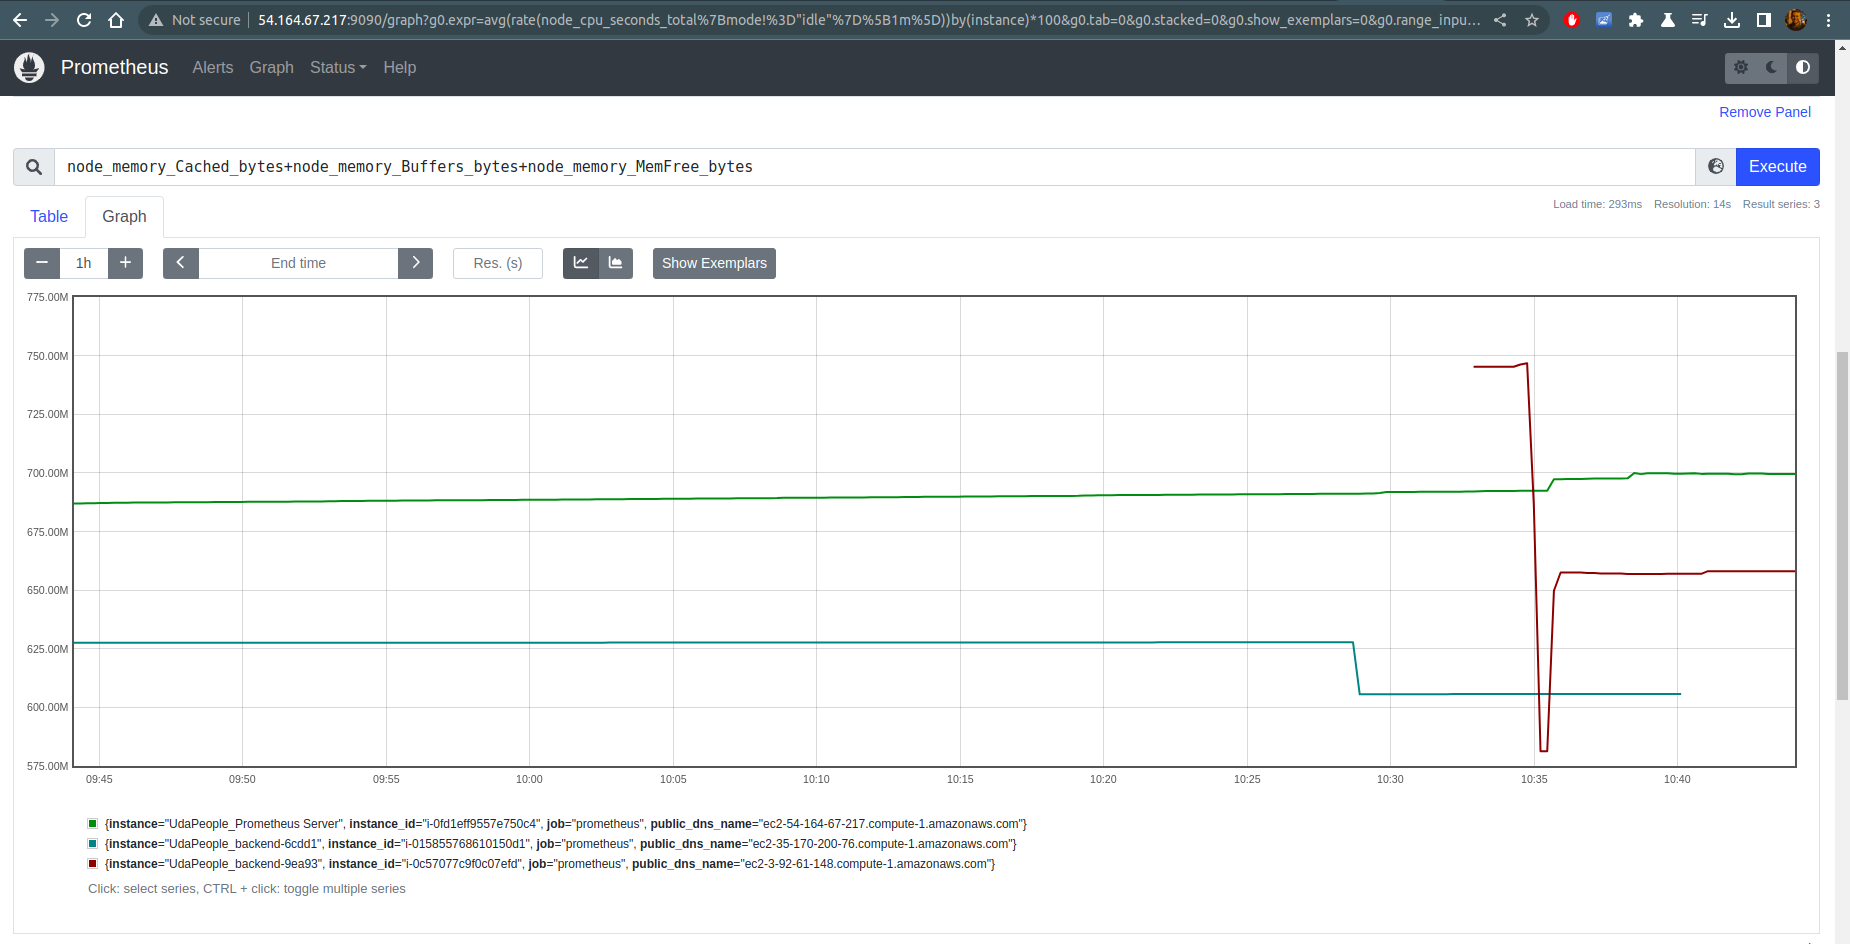 Not secure 54.164.67.217:9090/graph?g0.expr=avg(rate(node_cpu_seconds_total%7Bmode!%3D"idle"%7D%5B1m%5D))by(instance)*100&g0.tab=0&g0.stacked=0&g0.show_exemplars=0&g0.range_inpu...
Prometheus Alerts Graph Status Help
Remove Panel
node_memory_Cached_bytes+node_memory_Buffers_bytes+node_memory_MemFree_bytes Execute
Table Graph Load time: 293ms Resolution: 14s Result series: 3
1h End time Res. (s) Show Exemplars
775.00M
750.00M
725.00M
700.00M
675.00M
650.00M
625.00M
600.00M
575.00M
09:45 09:50 09:55 10:00 10:05 10:10 10:15 10:20 10:25 10:30 10:35 10:40
{instance="UdaPeople_Prometheus Server", instance_id="i-0fd1eff9557e750c4", job="prometheus", public_dns_name="ec2-54-164-67-217.compute-1.amazonaws.com"}
{instance="UdaPeople_backend-6cdd1", instance_id="i-015855768610150d1", job="prometheus", public_dns_name="ec2-35-170-200-76.compute-1.amazonaws.com"}
{instance="UdaPeople_backend-9ea93", instance_id="i-0c57077c9f0c07efd", job="prometheus", public_dns_name="ec2-3-92-61-148.compute-1.amazonaws.com"}
Click: select series, CTRL + click: toggle multiple series